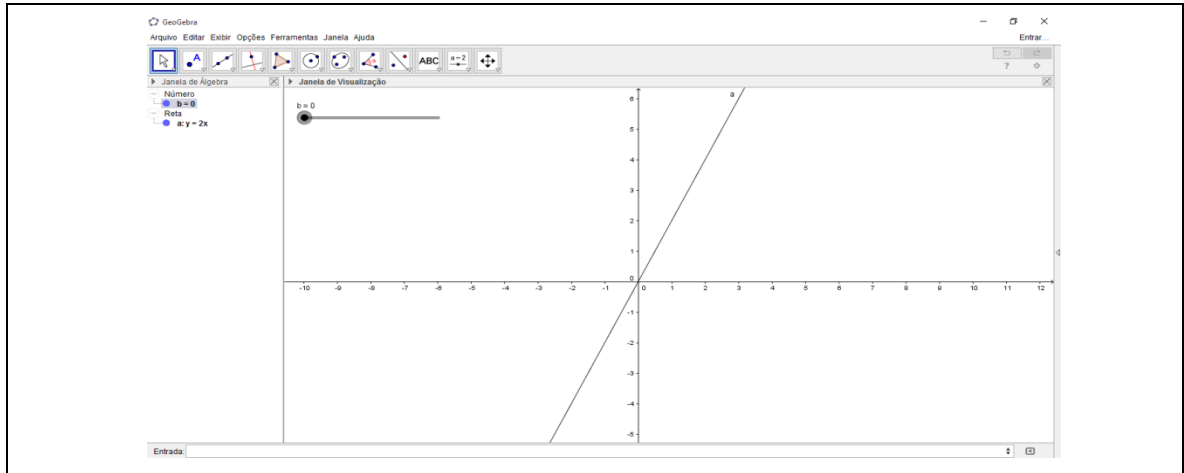 GeoGebra
Arquivo Editar Exibir Opções Ferramentas Janela Ajuda
Entrar...
A
ABC
a=2
?
Janela de Álgebra
Janela de Visualização
Número
b = 0
Reta
a: y = 2x
b = 0
a
6
5
4
3
2
1
0
-10 -9 -8 -7 -6 -5 -4 -3 -2 -1 0 1 2 3 4 5 6 7 8 9 10 11 12
-1
-2
-3
-4
-5
Entrada: